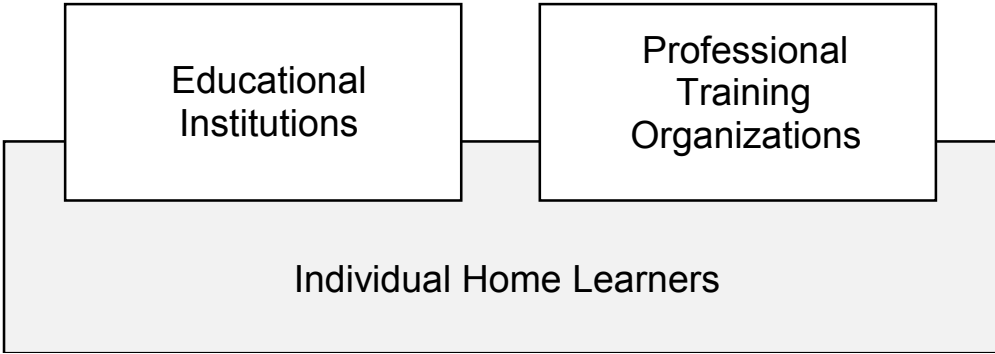 Educational
Institutions
Professional
Training
Organizations
Individual Home Learners